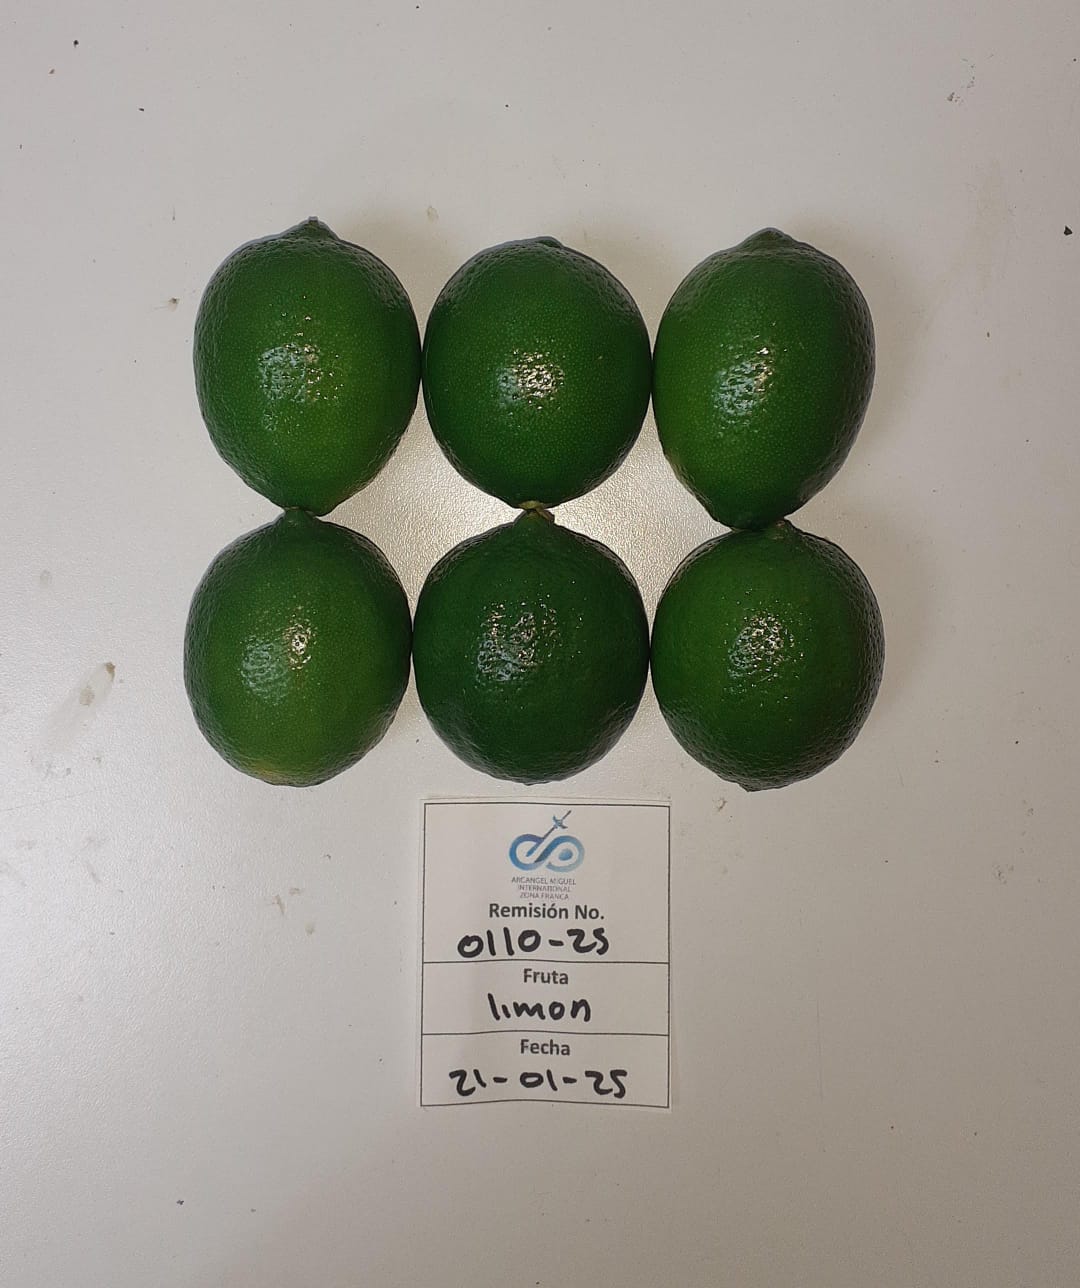 ARCANGEL MIGUEL
INTERNATIONAL
ZONA FRANCA
Remisión No.
0110-25
Fruta
limon
Fecha
21-01-25